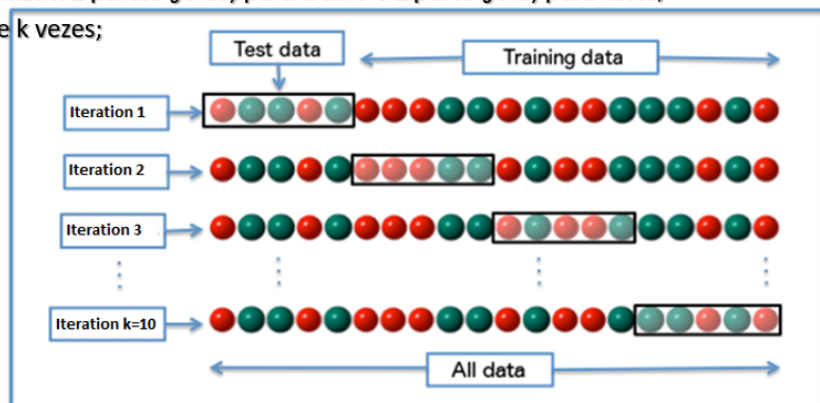 e k vezes;
Test data
Training data
Iteration 1
Iteration 2
Iteration 3
Iteration k=10
All data